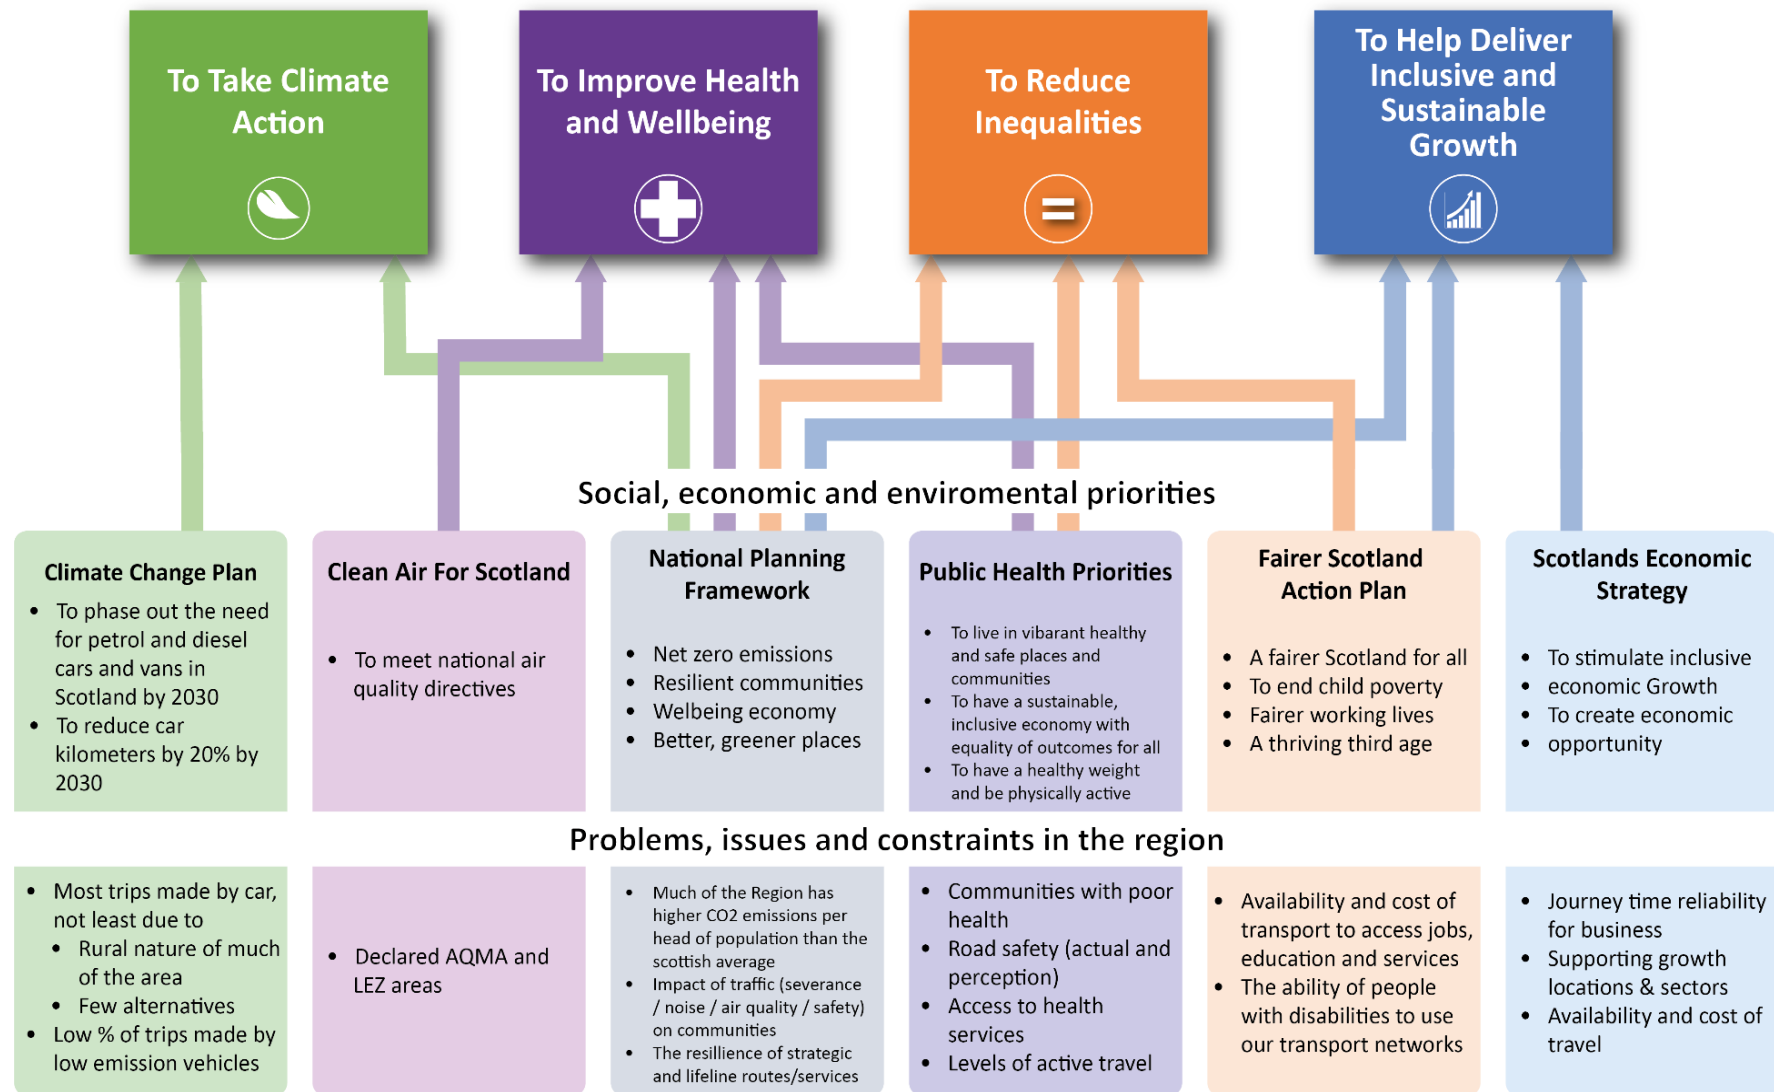 To Take Climate
Action
To Improve Health
and Wellbeing
To Reduce
Inequalities
To Help Deliver
Inclusive and
Sustainable
Growth
Social, economic and enviromental priorities
Climate Change Plan
• To phase out the need
for petrol and diesel
cars and vans in
Scotland by 2030
• To reduce car
kilometers by 20% by
2030
Clean Air For Scotland
• To meet national air
quality directives
National Planning
Framework
• Net zero emissions
• Resilient communities
• Welbeing economy
• Better, greener places
Public Health Priorities
• To live in vibarant healthy
and safe places and
communities
• To have a sustainable,
inclusive economy with
equality of outcomes for all
• To have a healthy weight
and be physically active
Fairer Scotland
Action Plan
• A fairer Scotland for all
• To end child poverty
• Fairer working lives
• A thriving third age
Scotlands Economic
Strategy
• To stimulate inclusive
• economic Growth
• To create economic
• opportunity
Problems, issues and constraints in the region
• Most trips made by car,
not least due to
• Rural nature of much
of the area
• Few alternatives
• Low % of trips made by
low emission vehicles
• Declared AQMA and
LEZ areas
• Much of the Region has
higher CO2 emissions per
head of population than the
scottish average
• Impact of traffic (severance
/ noise / air quality / safety)
on communities
• The resillience of strategic
and lifeline routes/services
• Communities with poor
health
• Road safety (actual and
perception)
• Access to health
services
• Levels of active travel
• Availability and cost of
transport to access jobs,
education and services
• The ability of people
with disabilities to use
our transport networks
• Journey time reliability
for business
• Supporting growth
locations & sectors
• Availability and cost of
travel